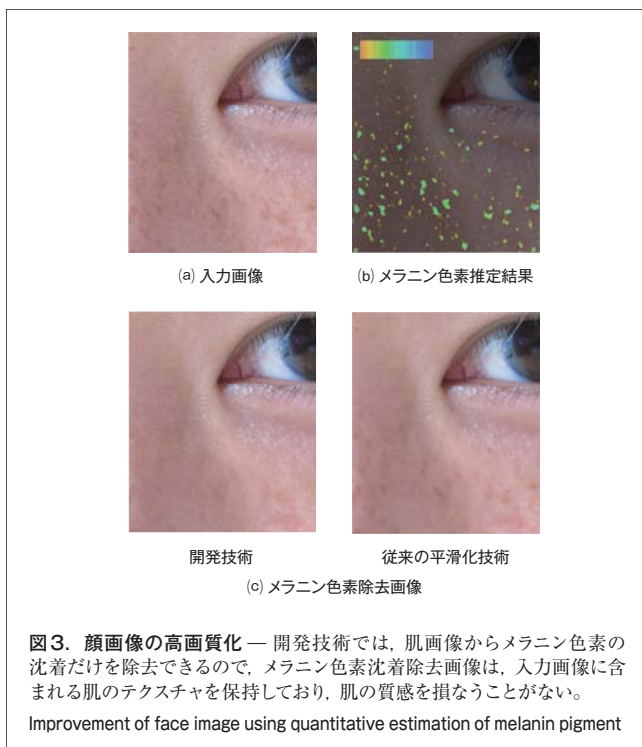 (a) 入力画像
(b) メラニン色素推定結果
開発技術
従来の平滑化技術
(c) メラニン色素除去画像
図3. 顔画像の高画質化 — 開発技術では, 肌画像からメラニン色素の
沈着だけを除去できるので, メラニン色素沈着除去画像は, 入力画像に含
まれる肌のテクスチャを保持しており, 肌の質感を損なうことがない。
Improvement of face image using quantitative estimation of melanin pigment